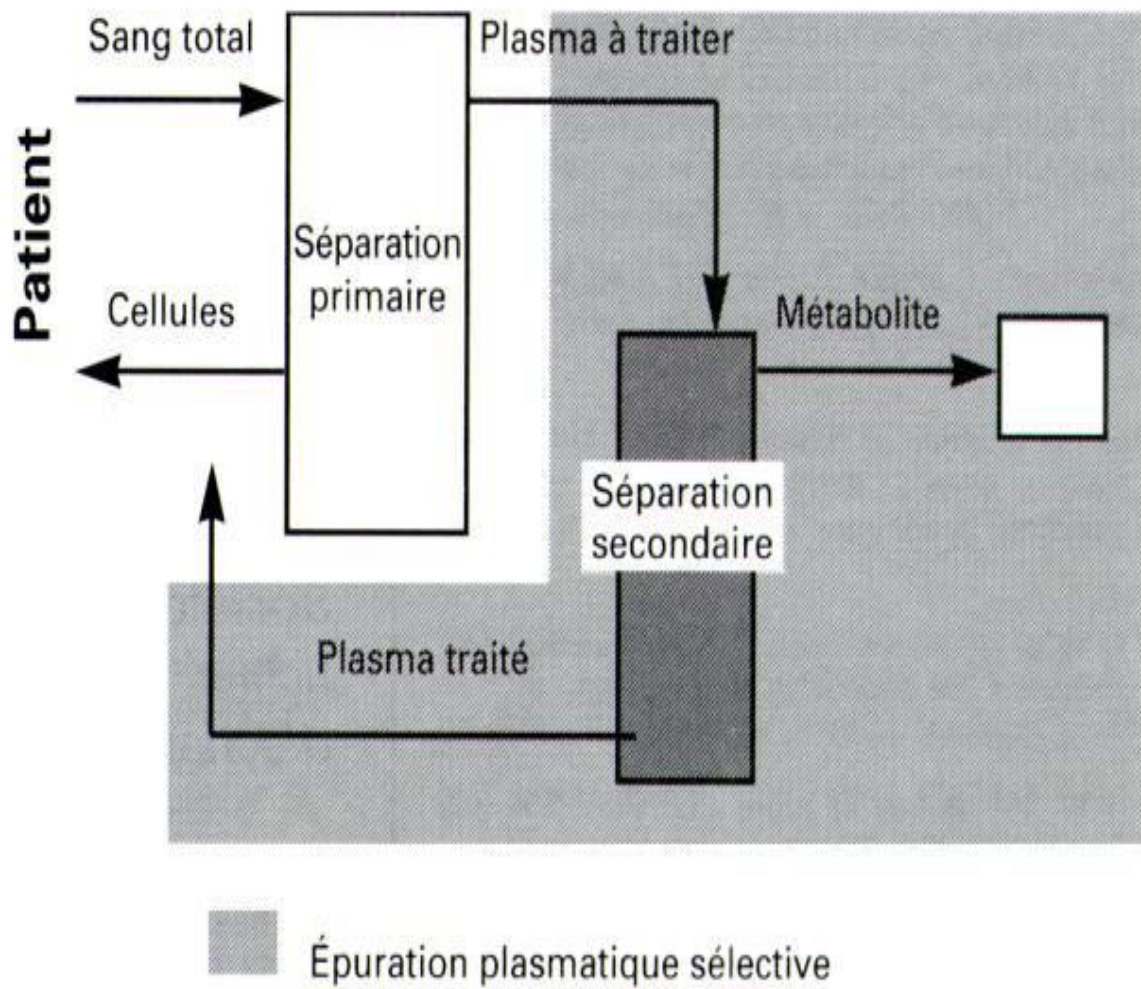 Sang total
Plasma à traiter
Patient
Séparation
primaire
Cellules
Métabolite
Séparation
secondaire
Plasma traité
Épuration plasmatique sélective